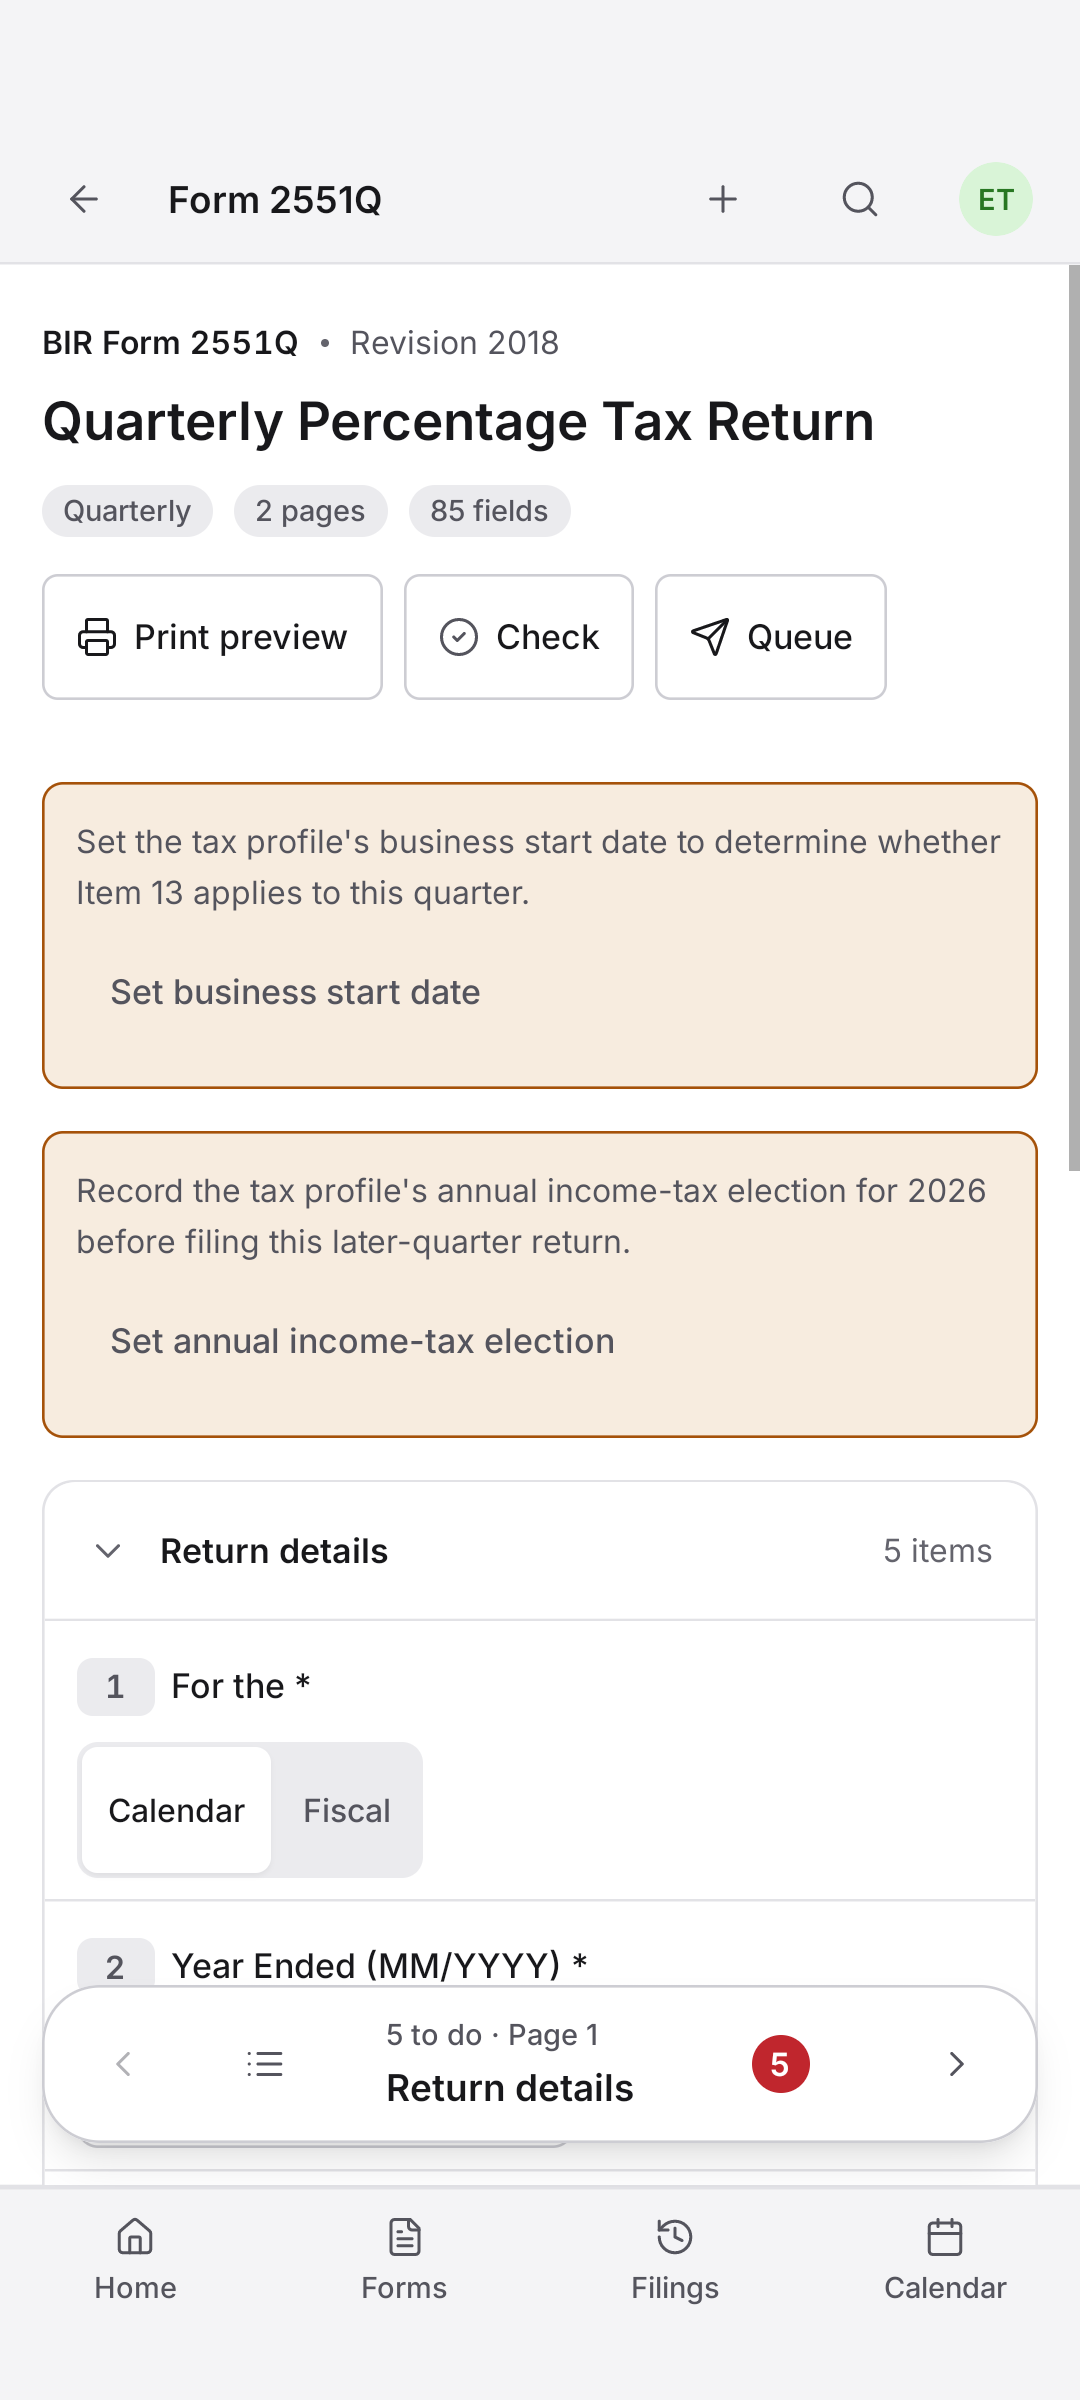 Form 2551Q
ET
BIR Form 2551Q • Revision 2018
Quarterly Percentage Tax Return
Quarterly
2 pages
85 fields
Print preview
Check
Queue
Set the tax profile's business start date to determine whether
Item 13 applies to this quarter.
Set business start date
Record the tax profile's annual income-tax election for 2026
before filing this later-quarter return.
Set annual income-tax election
Return details
5 items
1 For the *
Calendar
Fiscal
2 Year Ended (MM/YYYY) *
5 to do · Page 1
Return details
5
Home
Forms
Filings
Calendar